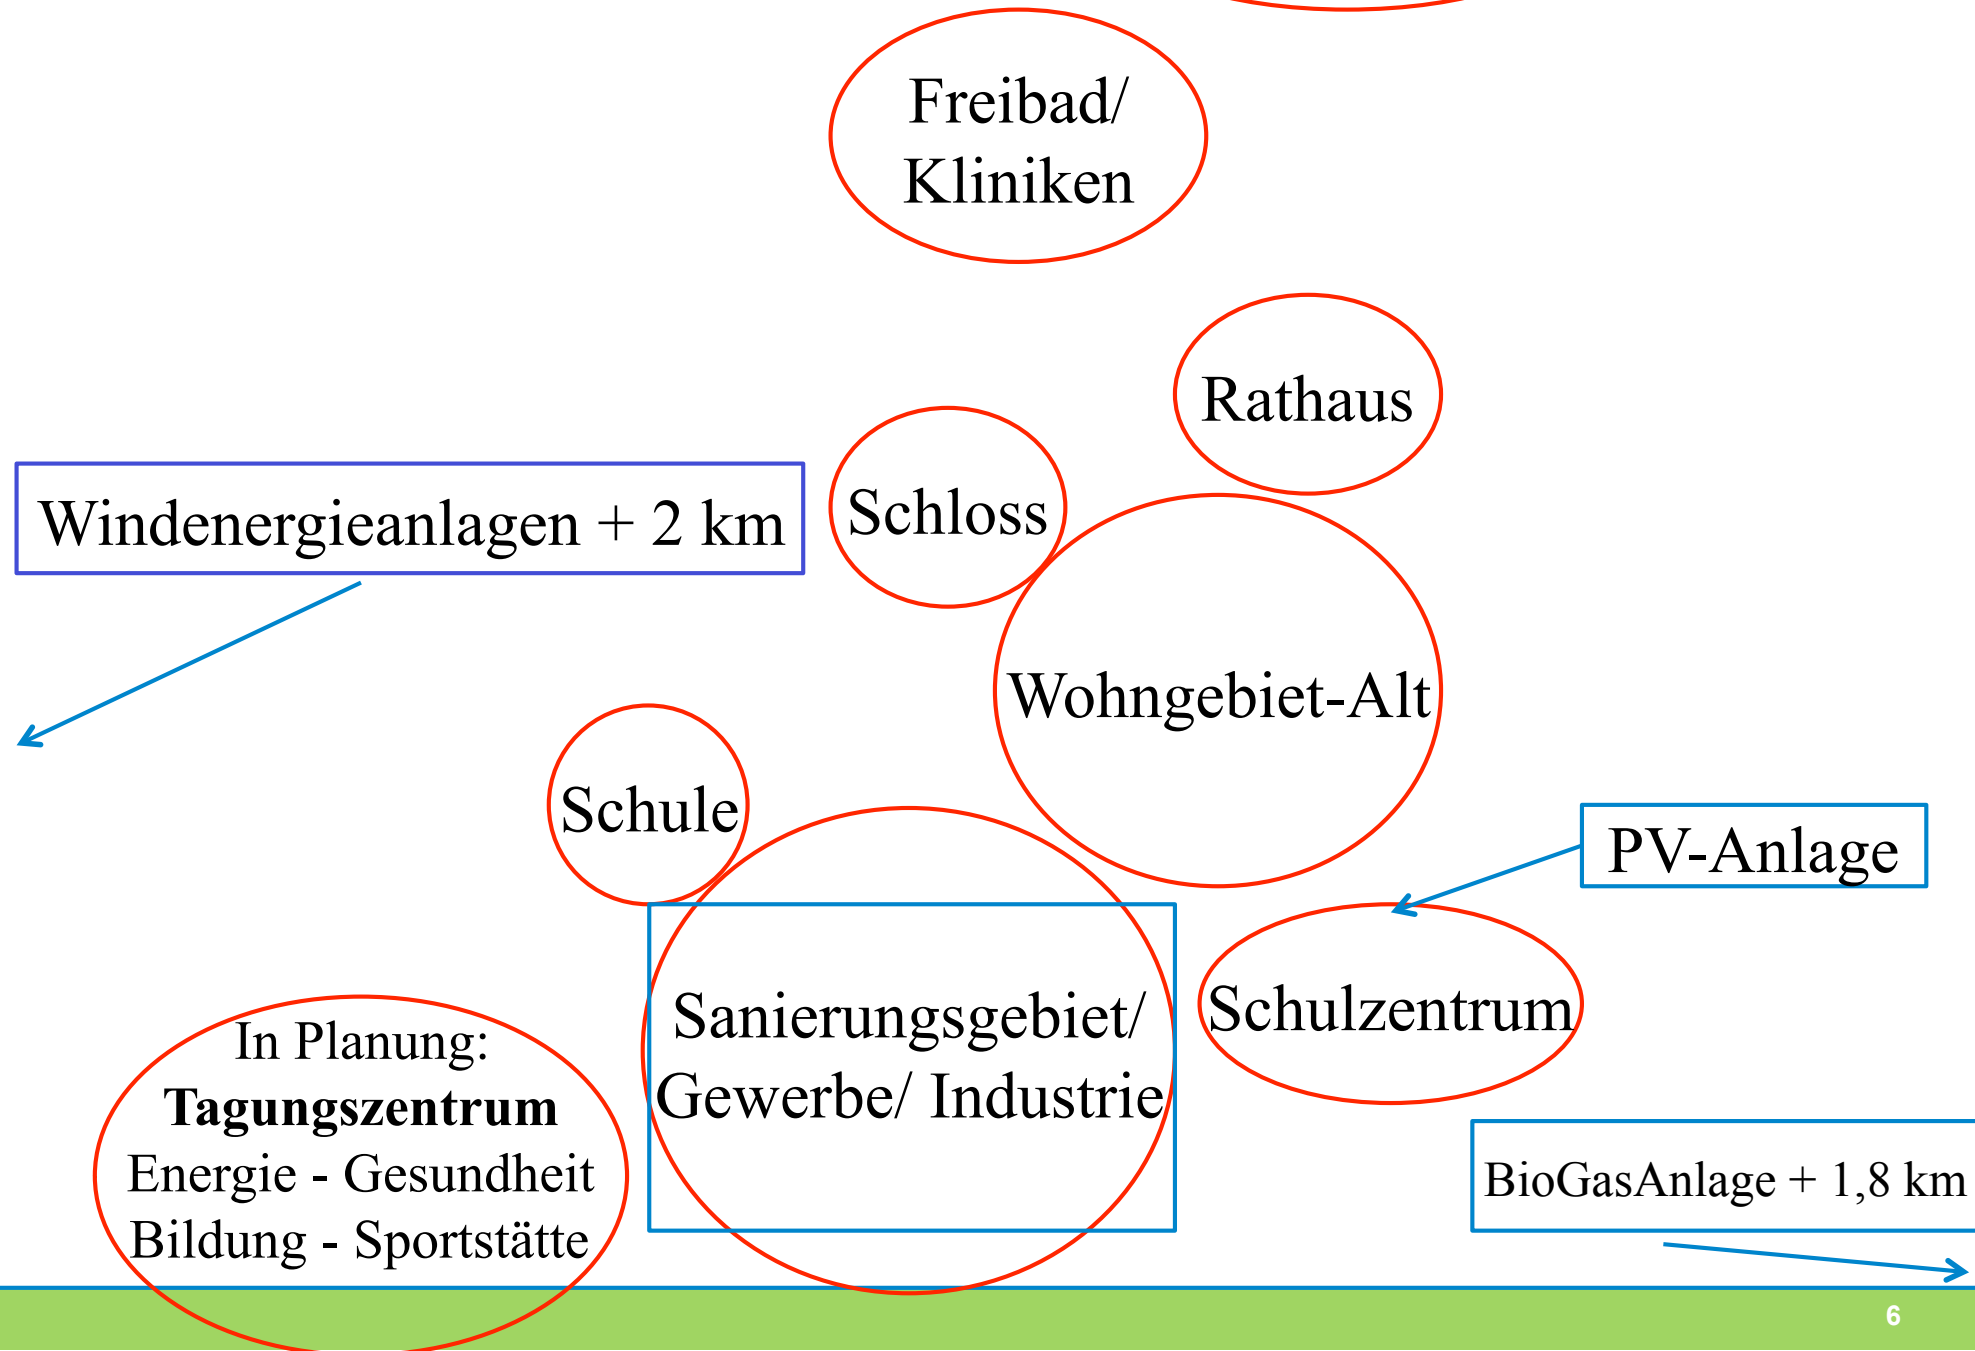 Freibad/
Kliniken
Rathaus
Schloss
Windenergieanlagen + 2 km
Wohngebiet-Alt
Schule
PV-Anlage
Sanierungsgebiet/
Gewerbe/ Industrie
Schulzentrum
In Planung:
Tagungszentrum
Energie - Gesundheit
Bildung - Sportstätte
BioGasAnlage + 1,8 km
6